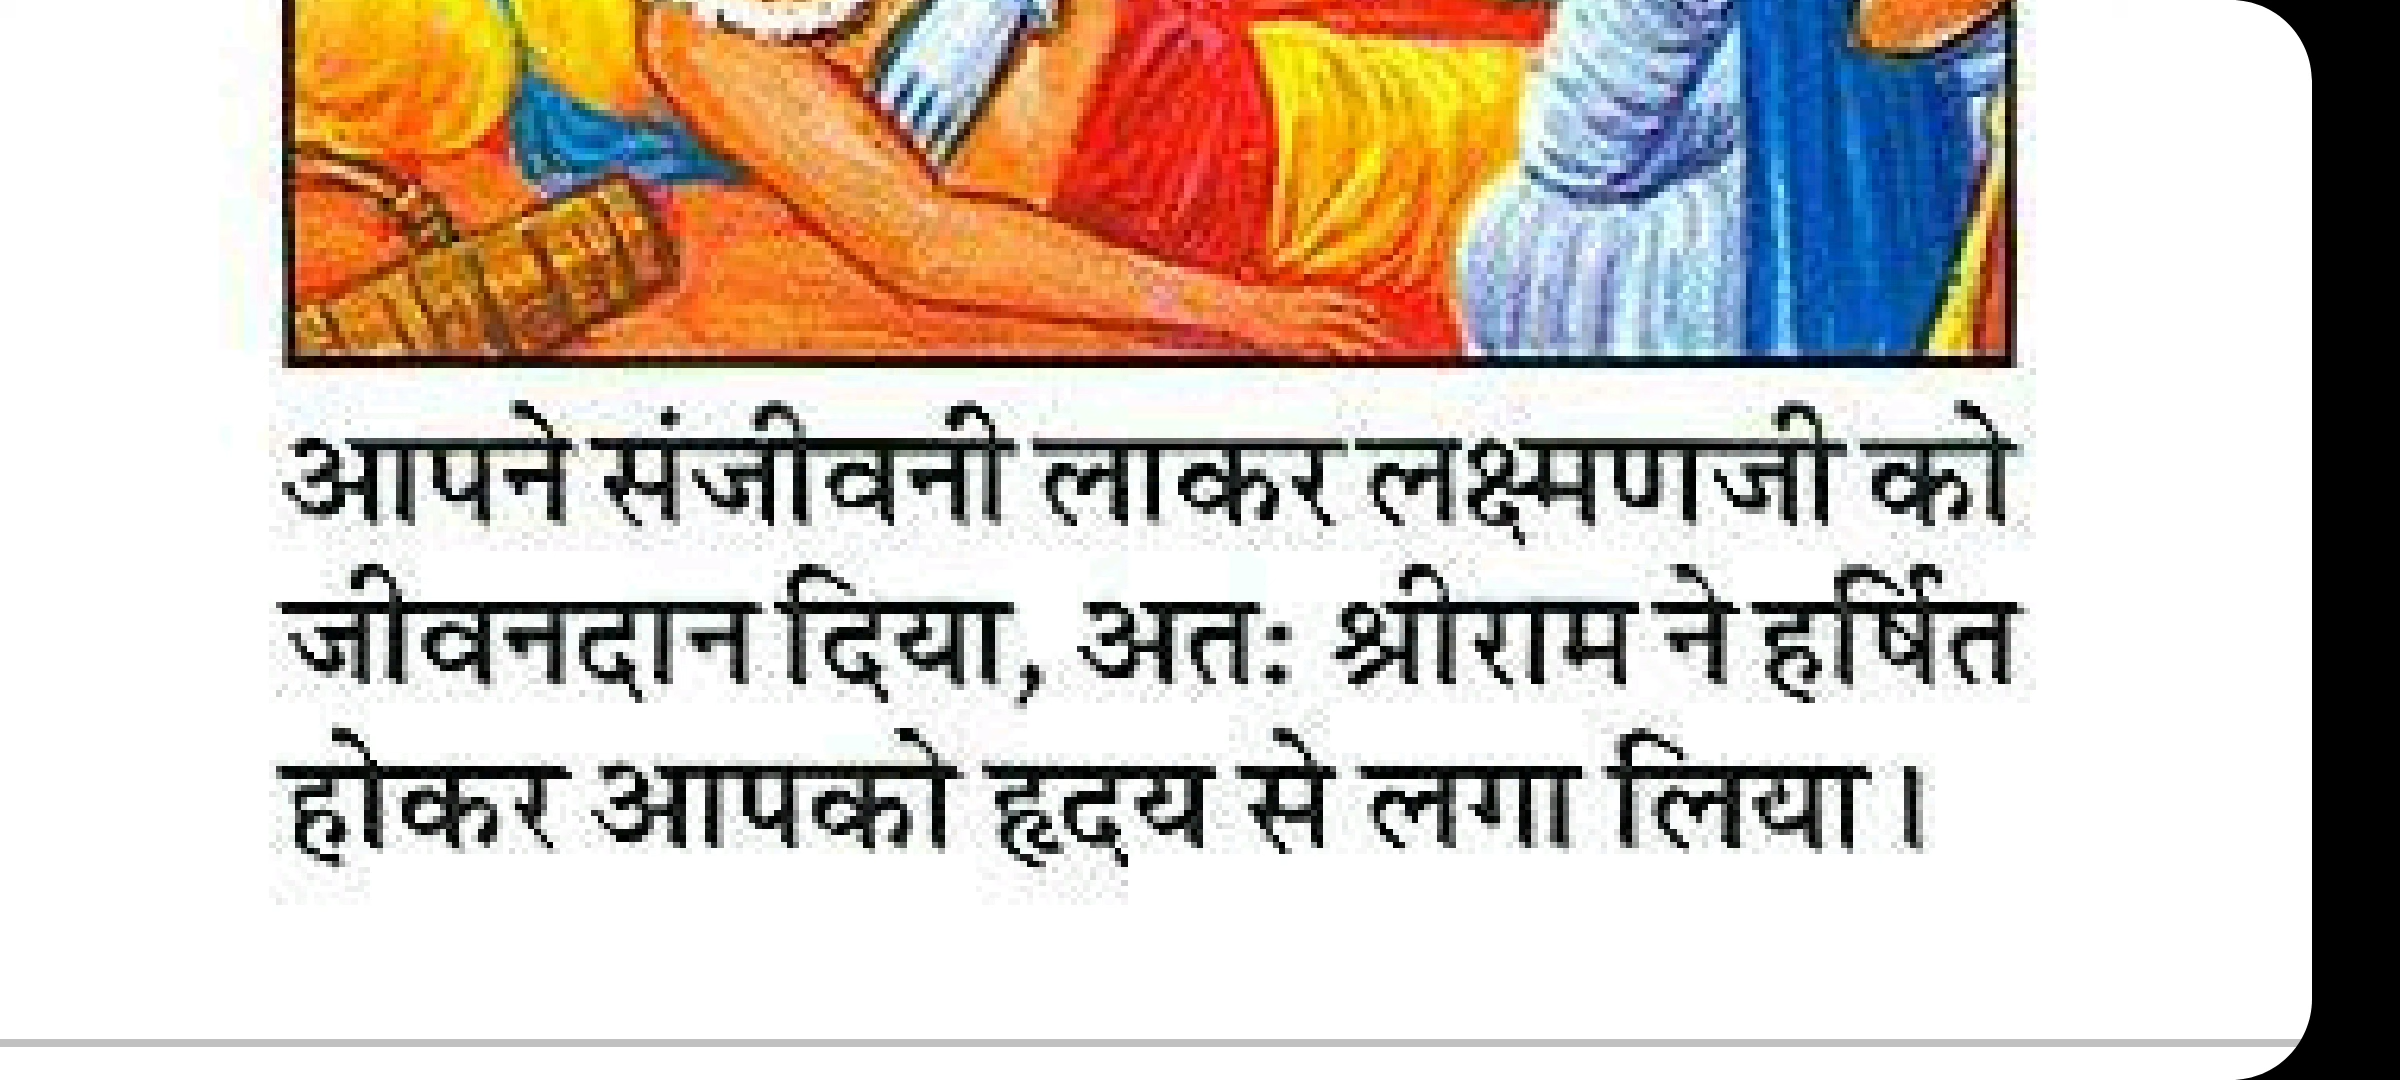 आपने संजीवनी लाकर लक्ष्मणजी को
जीवनदान दिया, अतः श्रीराम ने हर्षित
होकर आपको हृदय से लगा लिया।